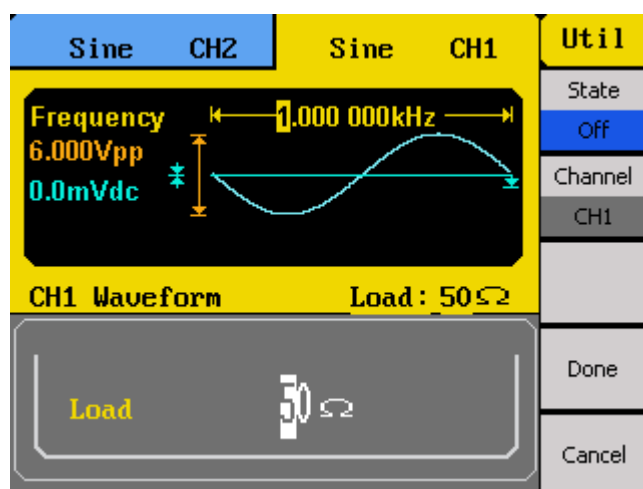 Sine CH2 Sine CH1 Util
Frequency 1.000 000kHz
6.000Vpp
0.0mVdc
CH1 Waveform Load: 50Ω
Load 50Ω
State
Off
Channel
CH1
Done
Cancel